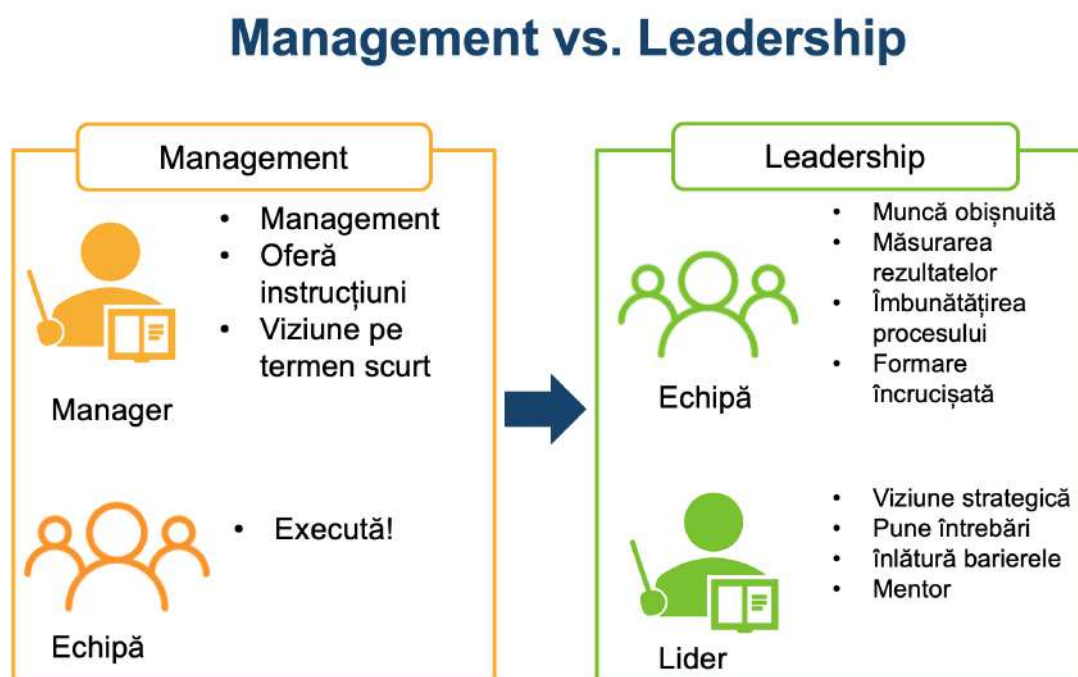 Management vs. Leadership
Management
• Management
• Oferă
instrucțiuni
• Viziune pe
termen scurt
Manager
• Execută!
Echipă
Leadership
• Muncă obișnuită
• Măsurarea
rezultatelor
• Îmbunătățirea
procesului
• Formare
încrucișată
Echipă
• Viziune strategică
• Pune întrebări
• înlătură barierele
• Mentor
Lider